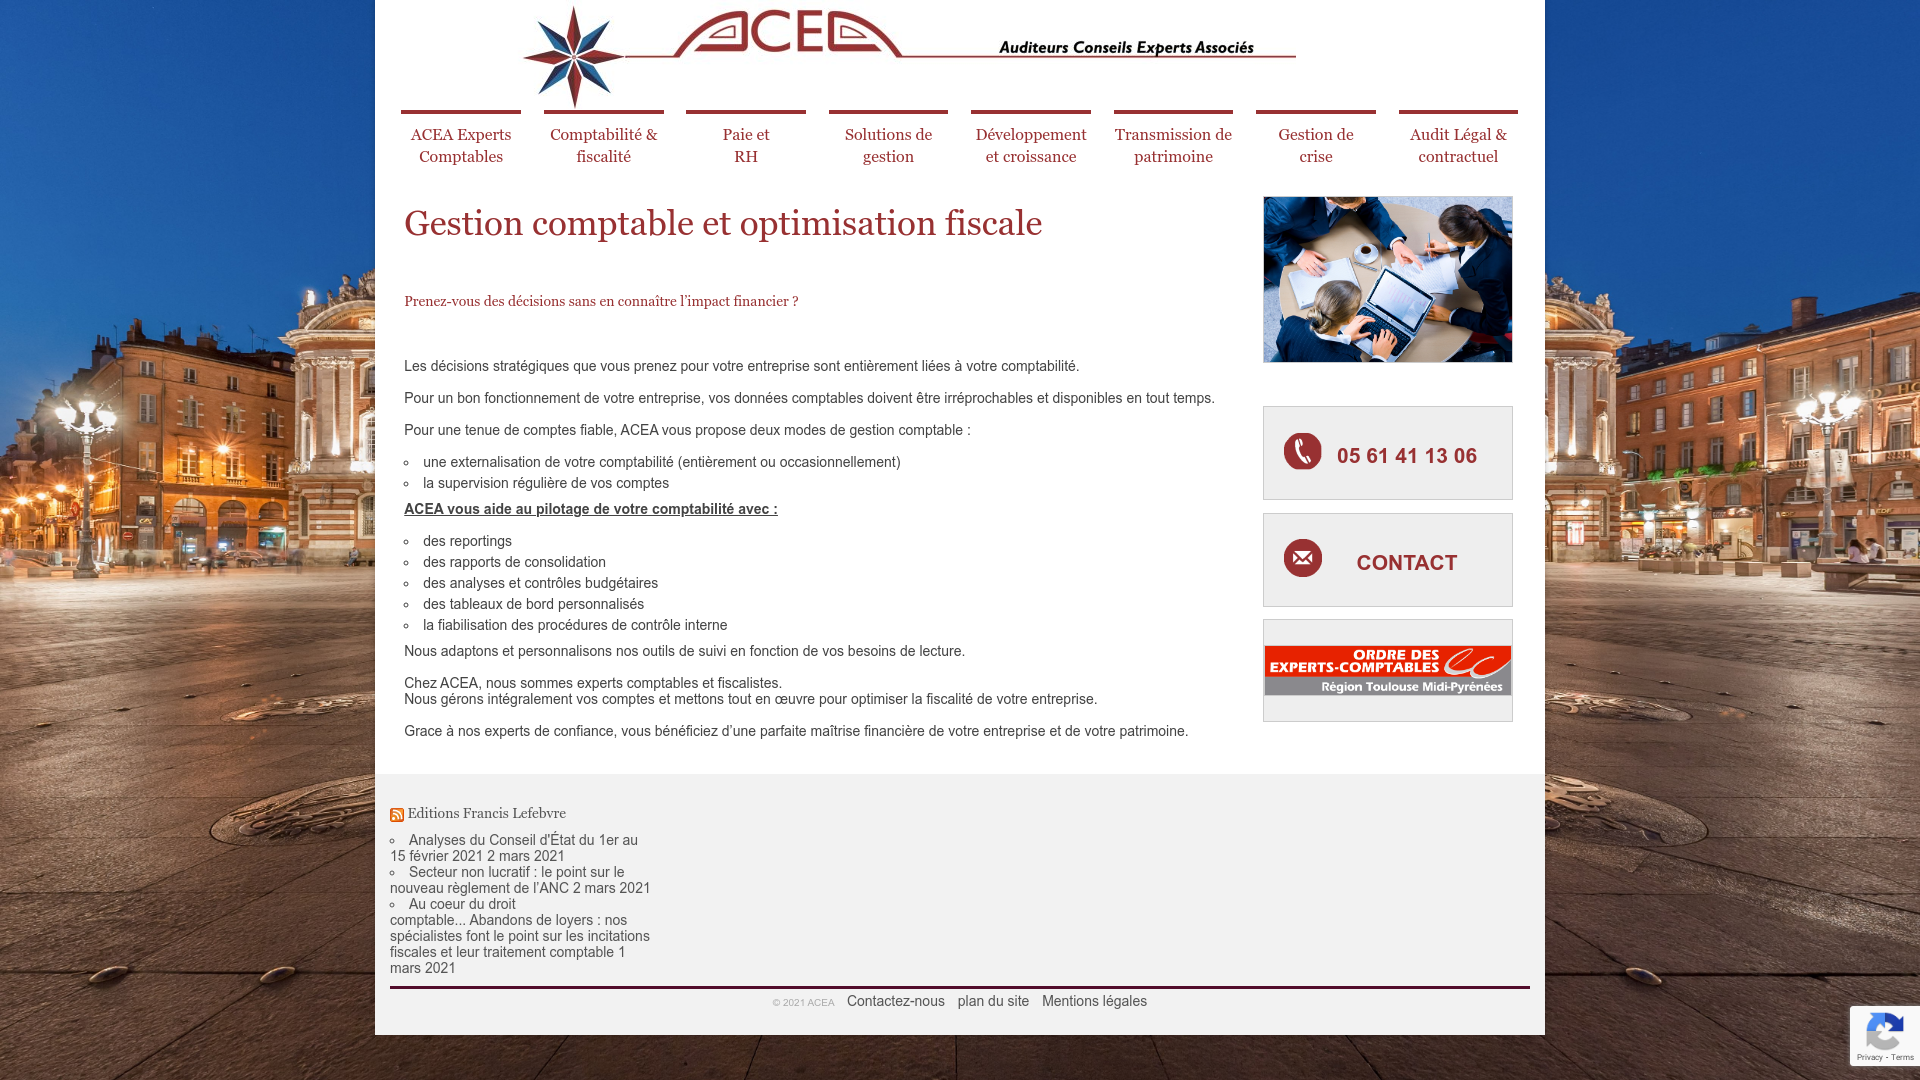 ACEA
Auditeurs Conseils Experts Associés
ACEA Experts
Comptables
Comptabilité &
fiscalité
Paie et
RH
Solutions de
gestion
Développement
et croissance
Transmission de
patrimoine
Gestion de
crise
Audit Légal &
contractuel
Gestion comptable et optimisation fiscale
Prenez-vous des décisions sans en connaître l’impact financier ?
Les décisions stratégiques que vous prenez pour votre entreprise sont entièrement liées à votre comptabilité.
Pour un bon fonctionnement de votre entreprise, vos données comptables doivent être irréprochables et disponibles en tout temps.
Pour une tenue de comptes fiable, ACEA vous propose deux modes de gestion comptable :
une externalisation de votre comptabilité (entièrement ou occasionnellement)
la supervision régulière de vos comptes
ACEA vous aide au pilotage de votre comptabilité avec :
des reportings
des rapports de consolidation
des analyses et contrôles budgétaires
des tableaux de bord personnalisés
la fiabilisation des procédures de contrôle interne
Nous adaptons et personnalisons nos outils de suivi en fonction de vos besoins de lecture.
Chez ACEA, nous sommes experts comptables et fiscalistes.
Nous gérons intégralement vos comptes et mettons tout en œuvre pour optimiser la fiscalité de votre entreprise.
Grace à nos experts de confiance, vous bénéficiez d’une parfaite maîtrise financière de votre entreprise et de votre patrimoine.
05 61 41 13 06
CONTACT
ORDRE DES
EXPERTS-COMPTABLES
Région Toulouse Midi-Pyrénées
Editions Francis Lefebvre
Analyses du Conseil d'État du 1er au
15 février 2021 2 mars 2021
Secteur non lucratif : le point sur le
nouveau règlement de l’ANC 2 mars 2021
Au coeur du droit
comptable... Abandons de loyers : nos
spécialistes font le point sur les incitations
fiscales et leur traitement comptable 1
mars 2021
© 2021 ACEA Contactez-nous plan du site Mentions légales
Privacy - Terms